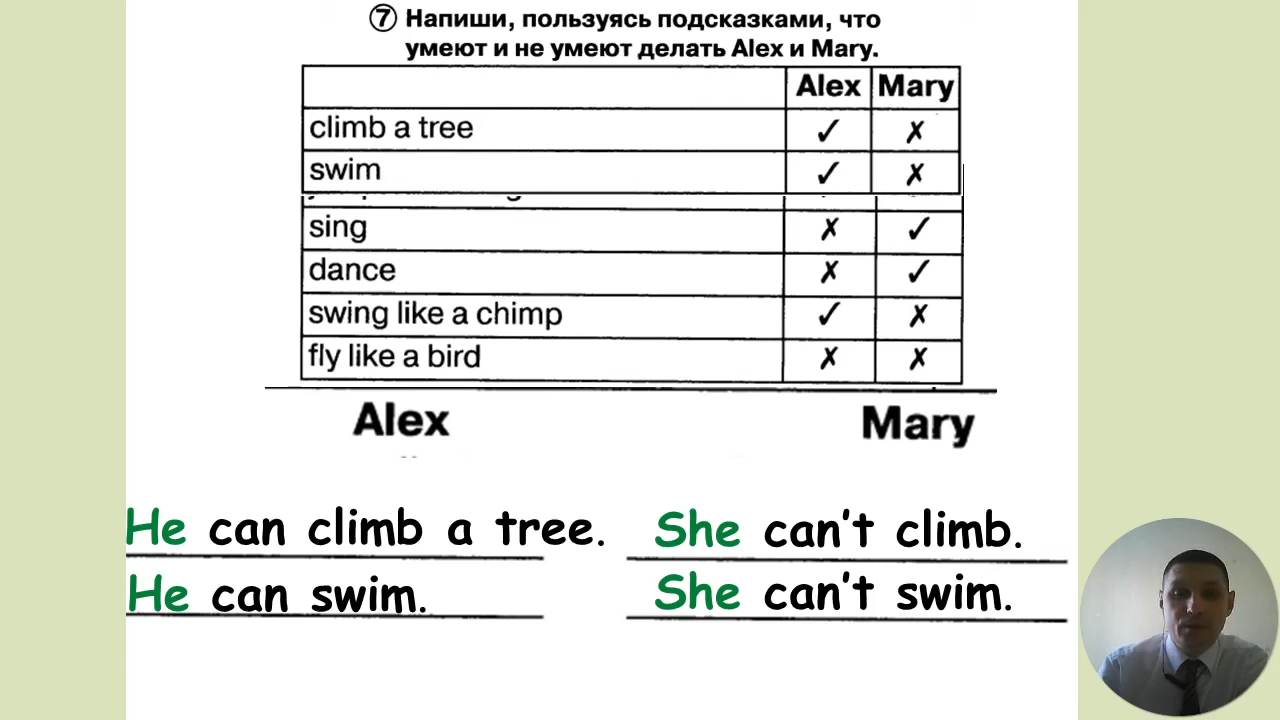 ⑦ Напиши, пользуясь подсказками, что
умеют и не умеют делать Alex и Mary.
Alex Mary
climb a tree ✓ ✗
swim ✓ ✗
sing ✗ ✓
dance ✗ ✓
swing like a chimp ✓ ✗
fly like a bird ✗ ✗
Alex Mary
He can climb a tree. She can't climb.
He can swim. She can't swim.